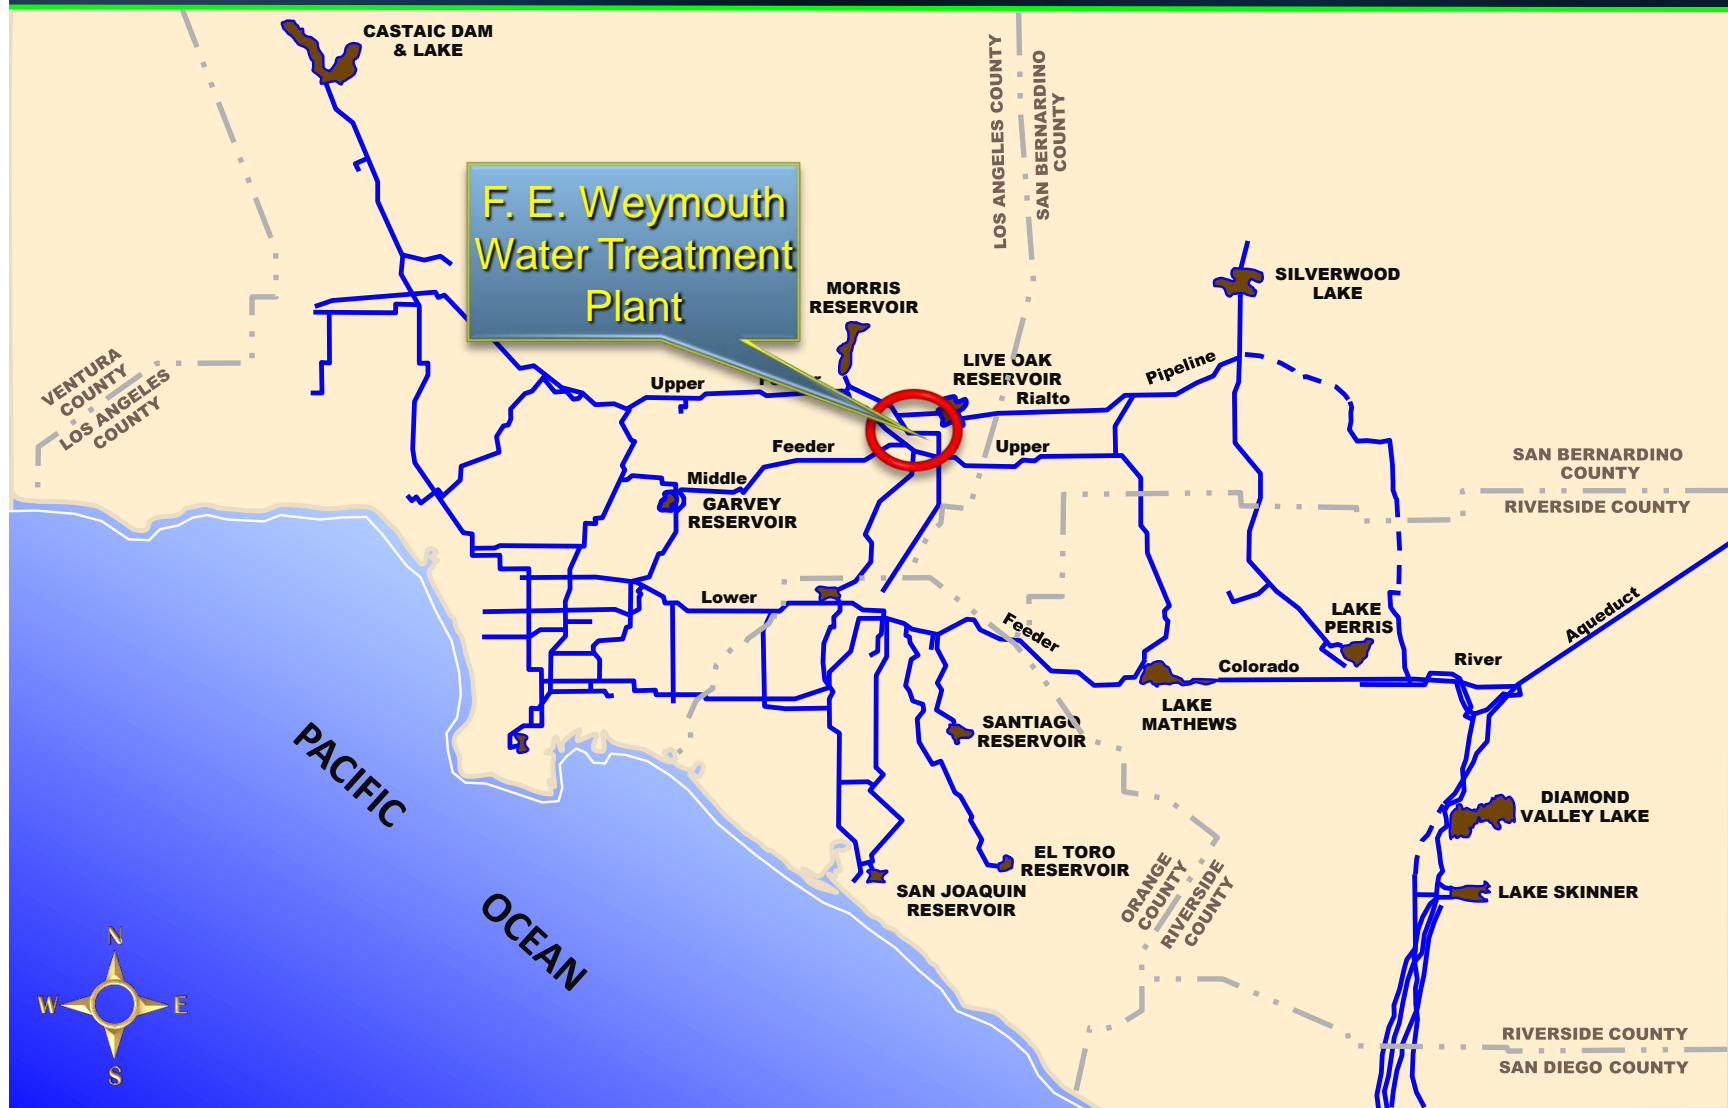 CASTAIC DAM
& LAKE
LOS ANGELES COUNTY
SAN BERNARDINO
COUNTY
F. E. Weymouth
Water Treatment
Plant
MORRIS
RESERVOIR
SILVERWOOD
LAKE
LIVE OAK
RESERVOIR
Rialto
Pipeline
VENTURA
COUNTY
LOS ANGELES
COUNTY
Upper
Feeder
Upper
Middle
GARVEY
RESERVOIR
SAN BERNARDINO
COUNTY
RIVERSIDE COUNTY
Lower
Feeder
LAKE
PERRIS
Aqueduct
Colorado
River
LAKE
MATHEWS
SANTIAGO
RESERVOIR
PACIFIC
OCEAN
DIAMOND
VALLEY LAKE
EL TORO
RESERVOIR
SAN JOAQUIN
RESERVOIR
ORANGE
COUNTY
RIVERSIDE
COUNTY
LAKE SKINNER
N
W
E
S
RIVERSIDE COUNTY
SAN DIEGO COUNTY